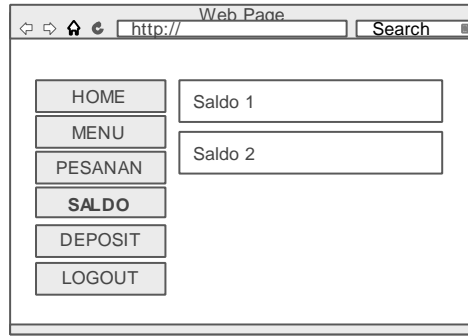 Web Page
http://
Search
HOME
MENU
PESANAN
SALDO
DEPOSIT
LOGOUT
Saldo 1
Saldo 2